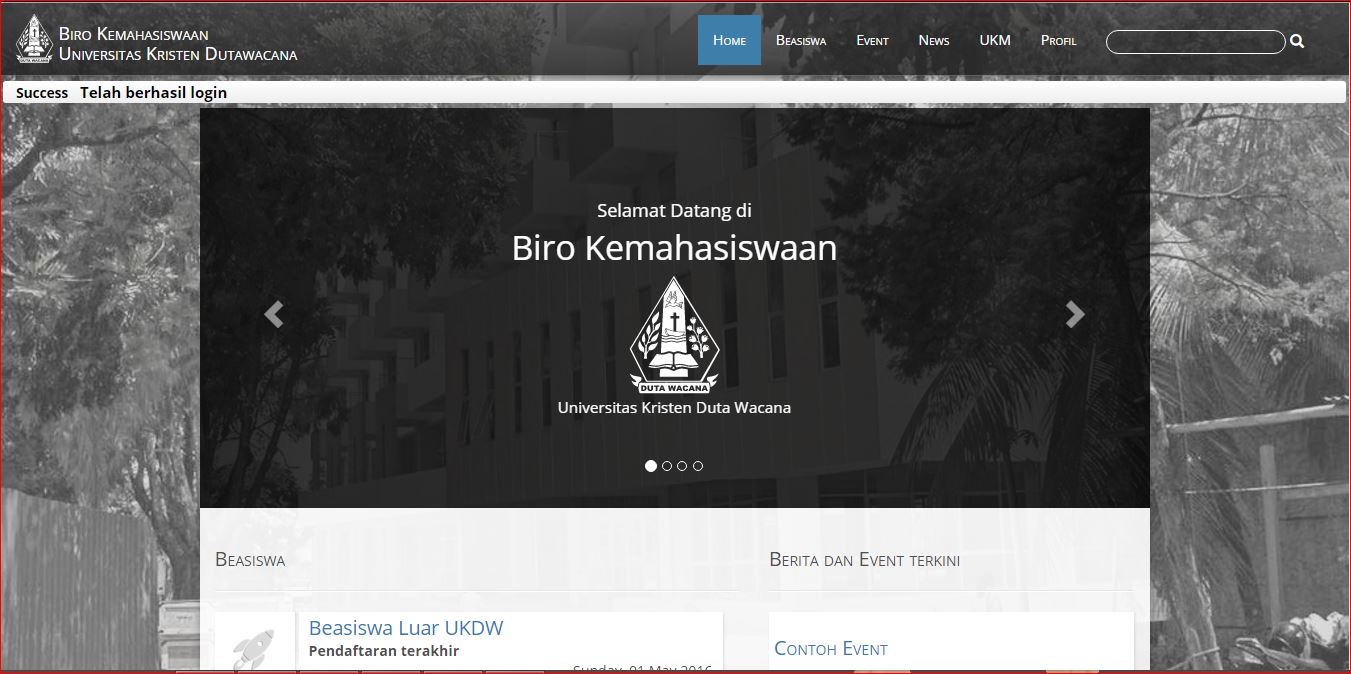 Biro Kemahasiswaan
Universitas Kristen Dutawacana
Home Beasiswa Event News UKM Profil
Success Telah berhasil login
Selamat Datang di
Biro Kemahasiswaan
DUTA WACANA
Universitas Kristen Duta Wacana
Beasiswa
Berita dan Event terkini
Beasiswa Luar UKDW
Pendaftaran terakhir
Sunday, 01 May 2016
Contoh Event